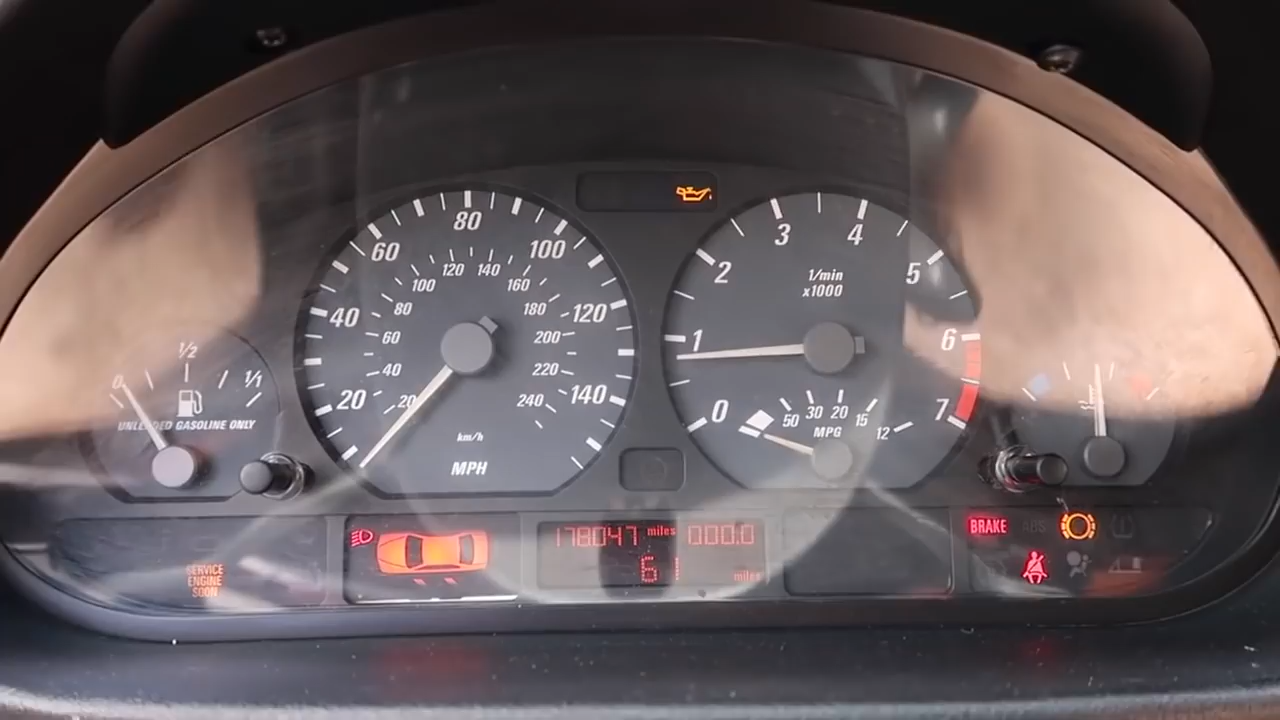 80
60
100
120 140
100
160
40
80
180
120
60
200
40
220
20
20
240
140
km/h
MPH
3
4
2
1/min
x1000
5
1
6
0
50
30
20
15
12
MPG
7
0
1/2
1/1
UNLEADED GASOLINE ONLY
178047 miles 000.0
61 miles
SERVICE
ENGINE
SOON
BRAKE
ABS